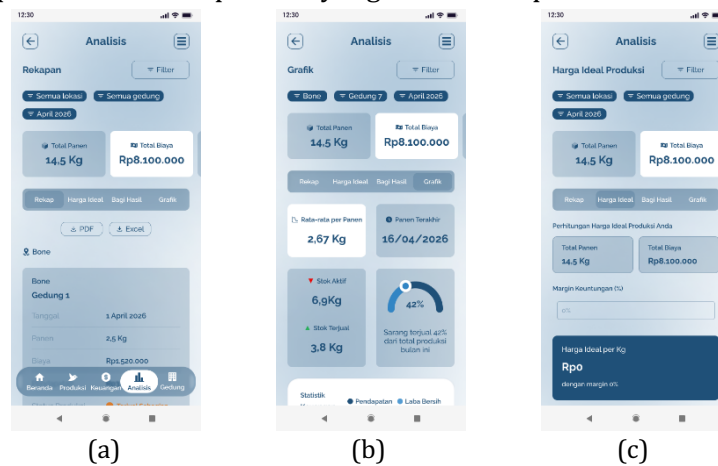 12:30
Analisis
Rekapan
Filter
Semua lokasi
Semua gedung
April 2026
Total Panen
14,5 Kg
Total Biaya
Rp8.100.000
Rekap
Harga Ideal
Bagi Hasil
Grafik
PDF
Excel
Bone
Bone
Gedung 1
Tanggal
1 April 2026
Panen
2,5 Kg
Biaya
Rp1.520.000
Beranda
Produksi
Keuangan
Analisis
Gedung
(a)
12:30
Analisis
Grafik
Filter
Bone
Gedung 7
April 2026
Total Panen
14,5 Kg
Total Biaya
Rp8.100.000
Rekap
Harga Ideal
Bagi Hasil
Grafik
Rata-rata per Panen
2,67 Kg
Panen Terakhir
16/04/2026
Stok Aktif
6,9Kg
Stok Terjual
3,8 Kg
42%
Sarang terjual 42%
dari total produksi
bulan ini
Statistik
Pendapatan
Laba Bersih
(b)
12:30
Analisis
Harga Ideal Produksi
Filter
Semua lokasi
Semua gedung
April 2026
Total Panen
14,5 Kg
Total Biaya
Rp8.100.000
Rekap
Harga Ideal
Bagi Hasil
Grafik
Perhitungan Harga Ideal Produksi Anda
Total Panen
14,5 Kg
Total Biaya
Rp8.100.000
Margin Keuntungan (%)
0%
Harga Ideal per Kg
Rp0
dengan margin 0%
(c)